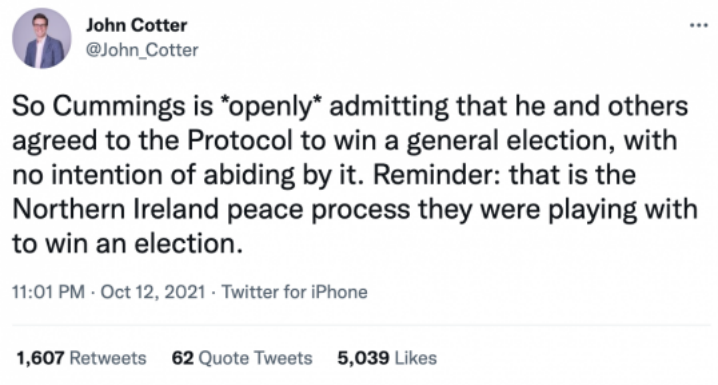 John Cotter
@John_Cotter
So Cummings is *openly* admitting that he and others
agreed to the Protocol to win a general election, with
no intention of abiding by it. Reminder: that is the
Northern Ireland peace process they were playing with
to win an election.
11:01 PM · Oct 12, 2021 · Twitter for iPhone
1,607 Retweets 62 Quote Tweets 5,039 Likes